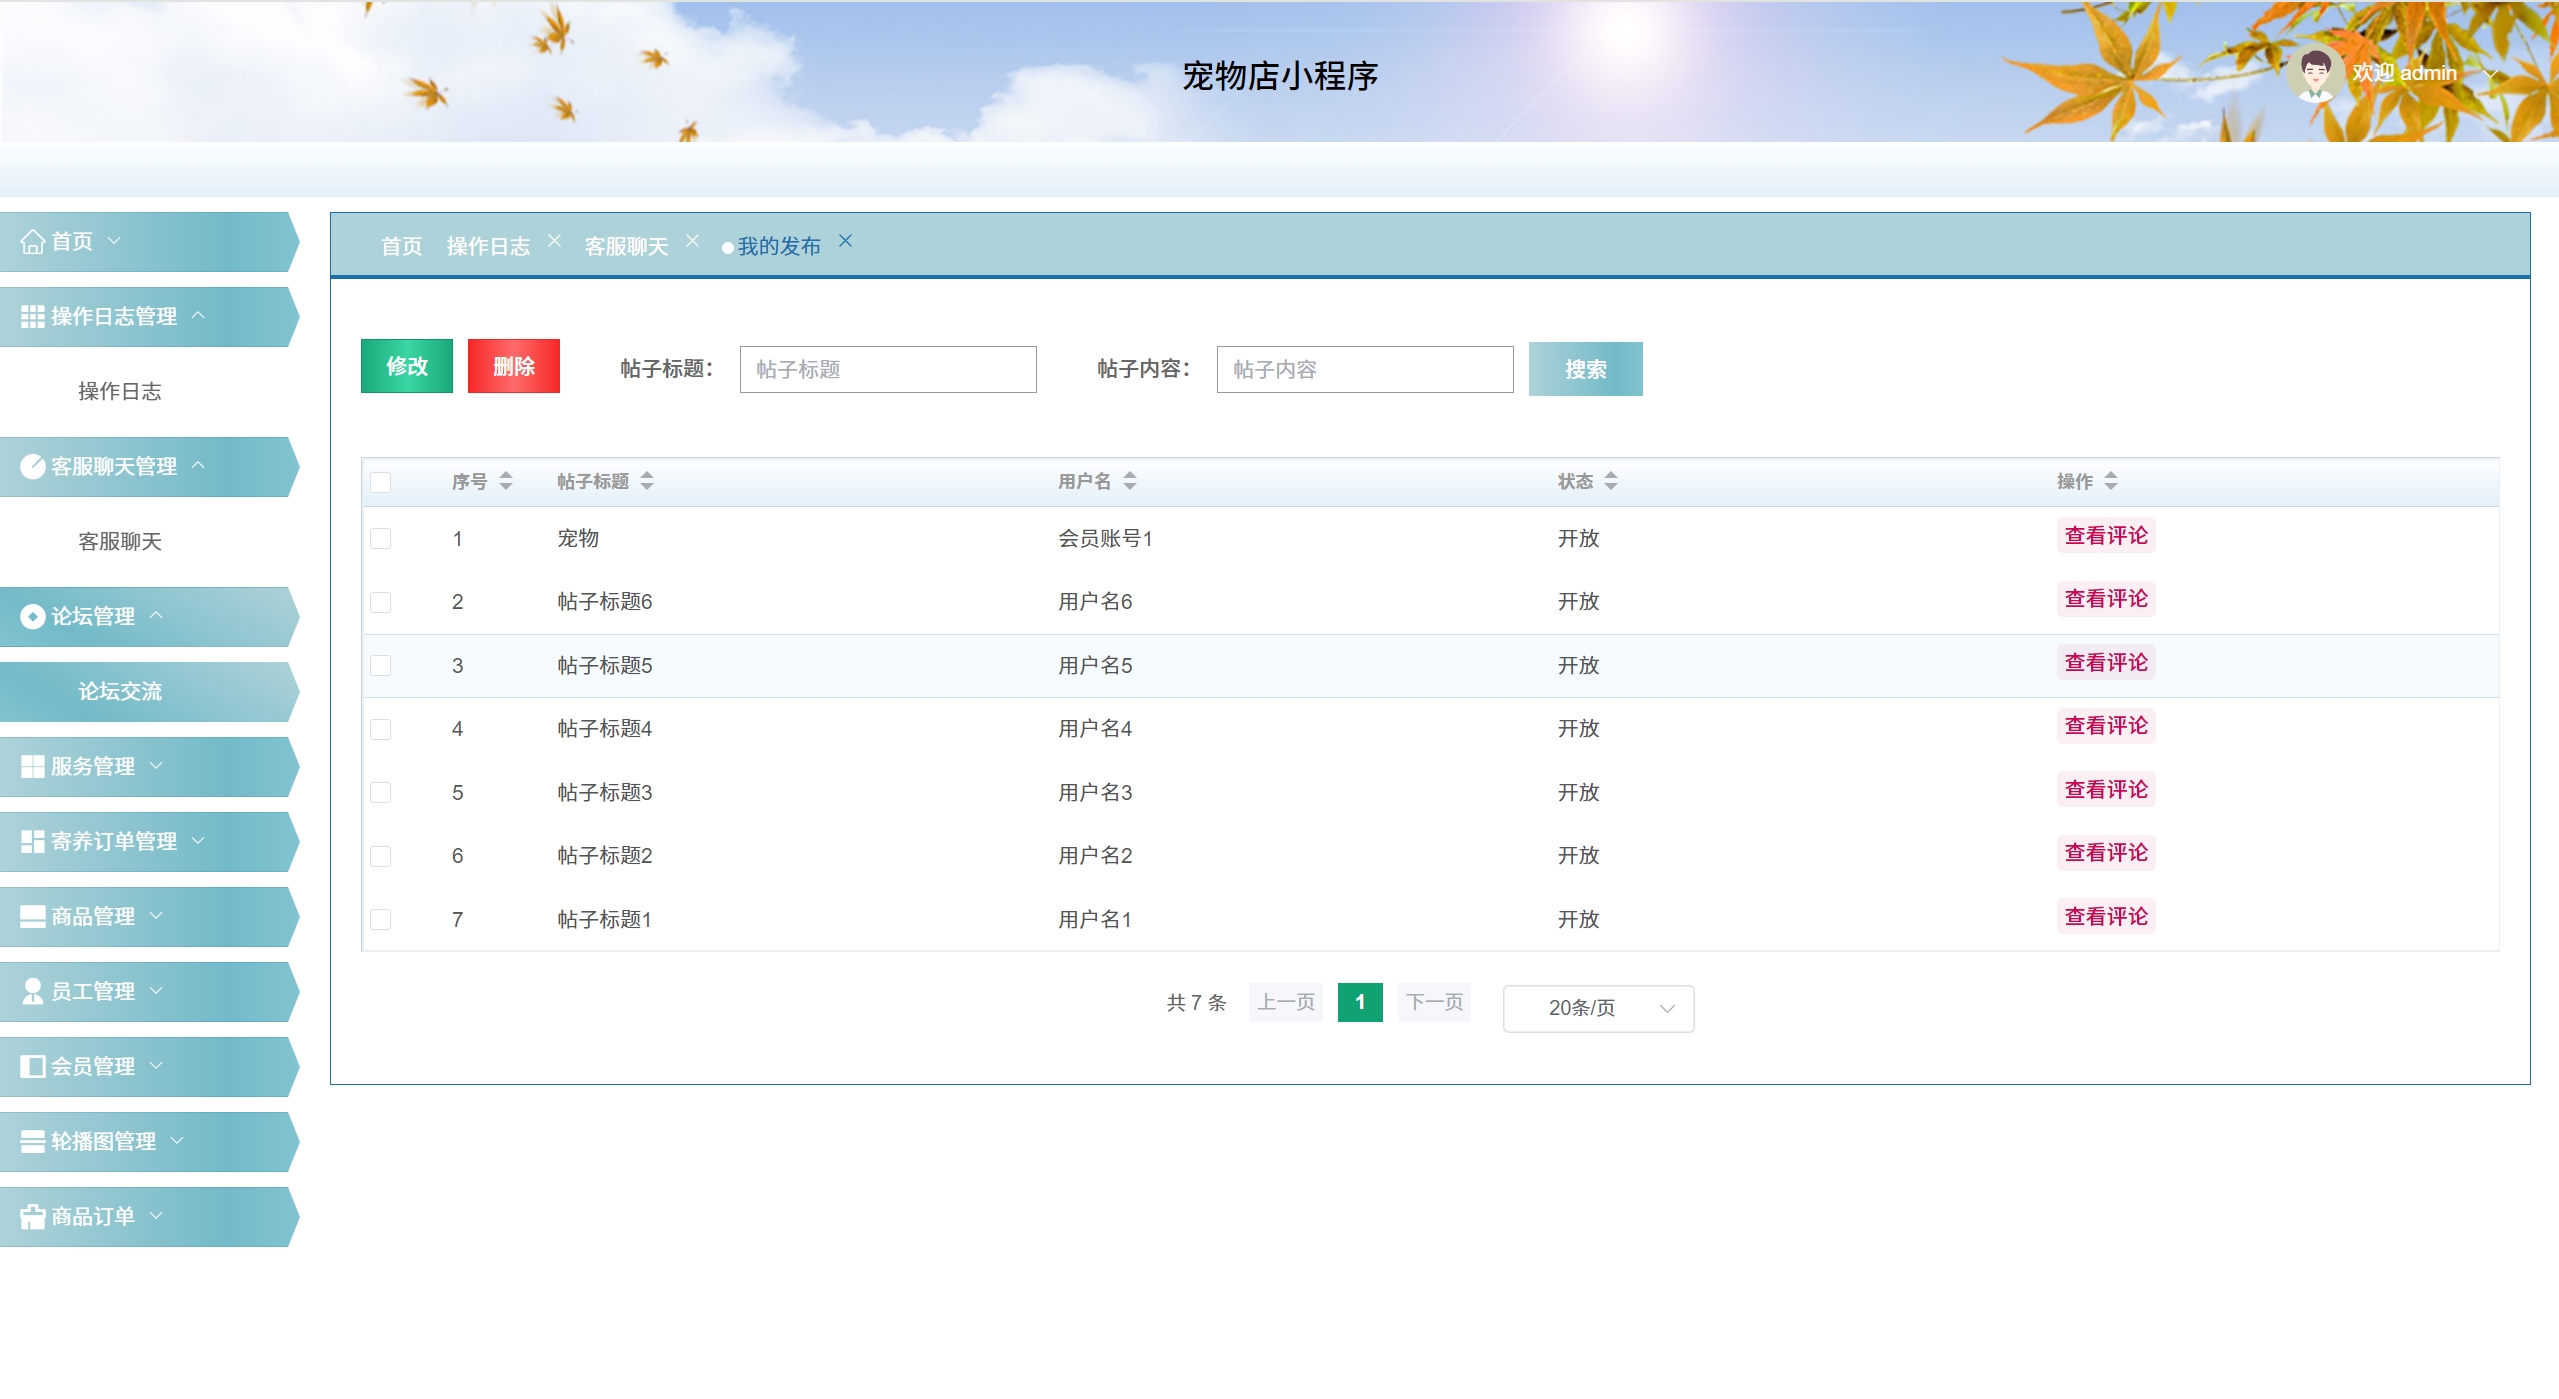 宠物店小程序
欢迎 admin
首页
操作日志管理
操作日志
客服聊天管理
客服聊天
论坛管理
论坛交流
服务管理
寄养订单管理
商品管理
员工管理
会员管理
轮播图管理
商品订单
首页 操作日志 客服聊天 我的发布
修改 删除 帖子标题： 帖子标题 帖子内容： 帖子内容 搜索
序号 帖子标题 用户名 状态 操作
1 宠物 会员账号1 开放 查看评论
2 帖子标题6 用户名6 开放 查看评论
3 帖子标题5 用户名5 开放 查看评论
4 帖子标题4 用户名4 开放 查看评论
5 帖子标题3 用户名3 开放 查看评论
6 帖子标题2 用户名2 开放 查看评论
7 帖子标题1 用户名1 开放 查看评论
共 7 条 上一页 1 下一页 20条/页